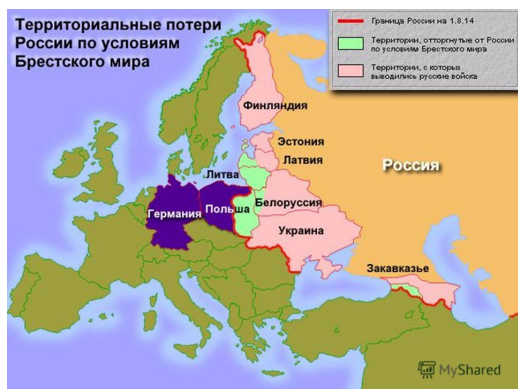 Территориальные потери
России по условиям
Брестского мира
Граница России на 1.8.14
Территории, отторгнутые от России
по условиям Брестского мира
Территории, с которых
выводились русские войска
Финляндия
Эстония
Латвия
Россия
Литва
Белоруссия
Германия
Польша
Украина
Закавказье
MyShared